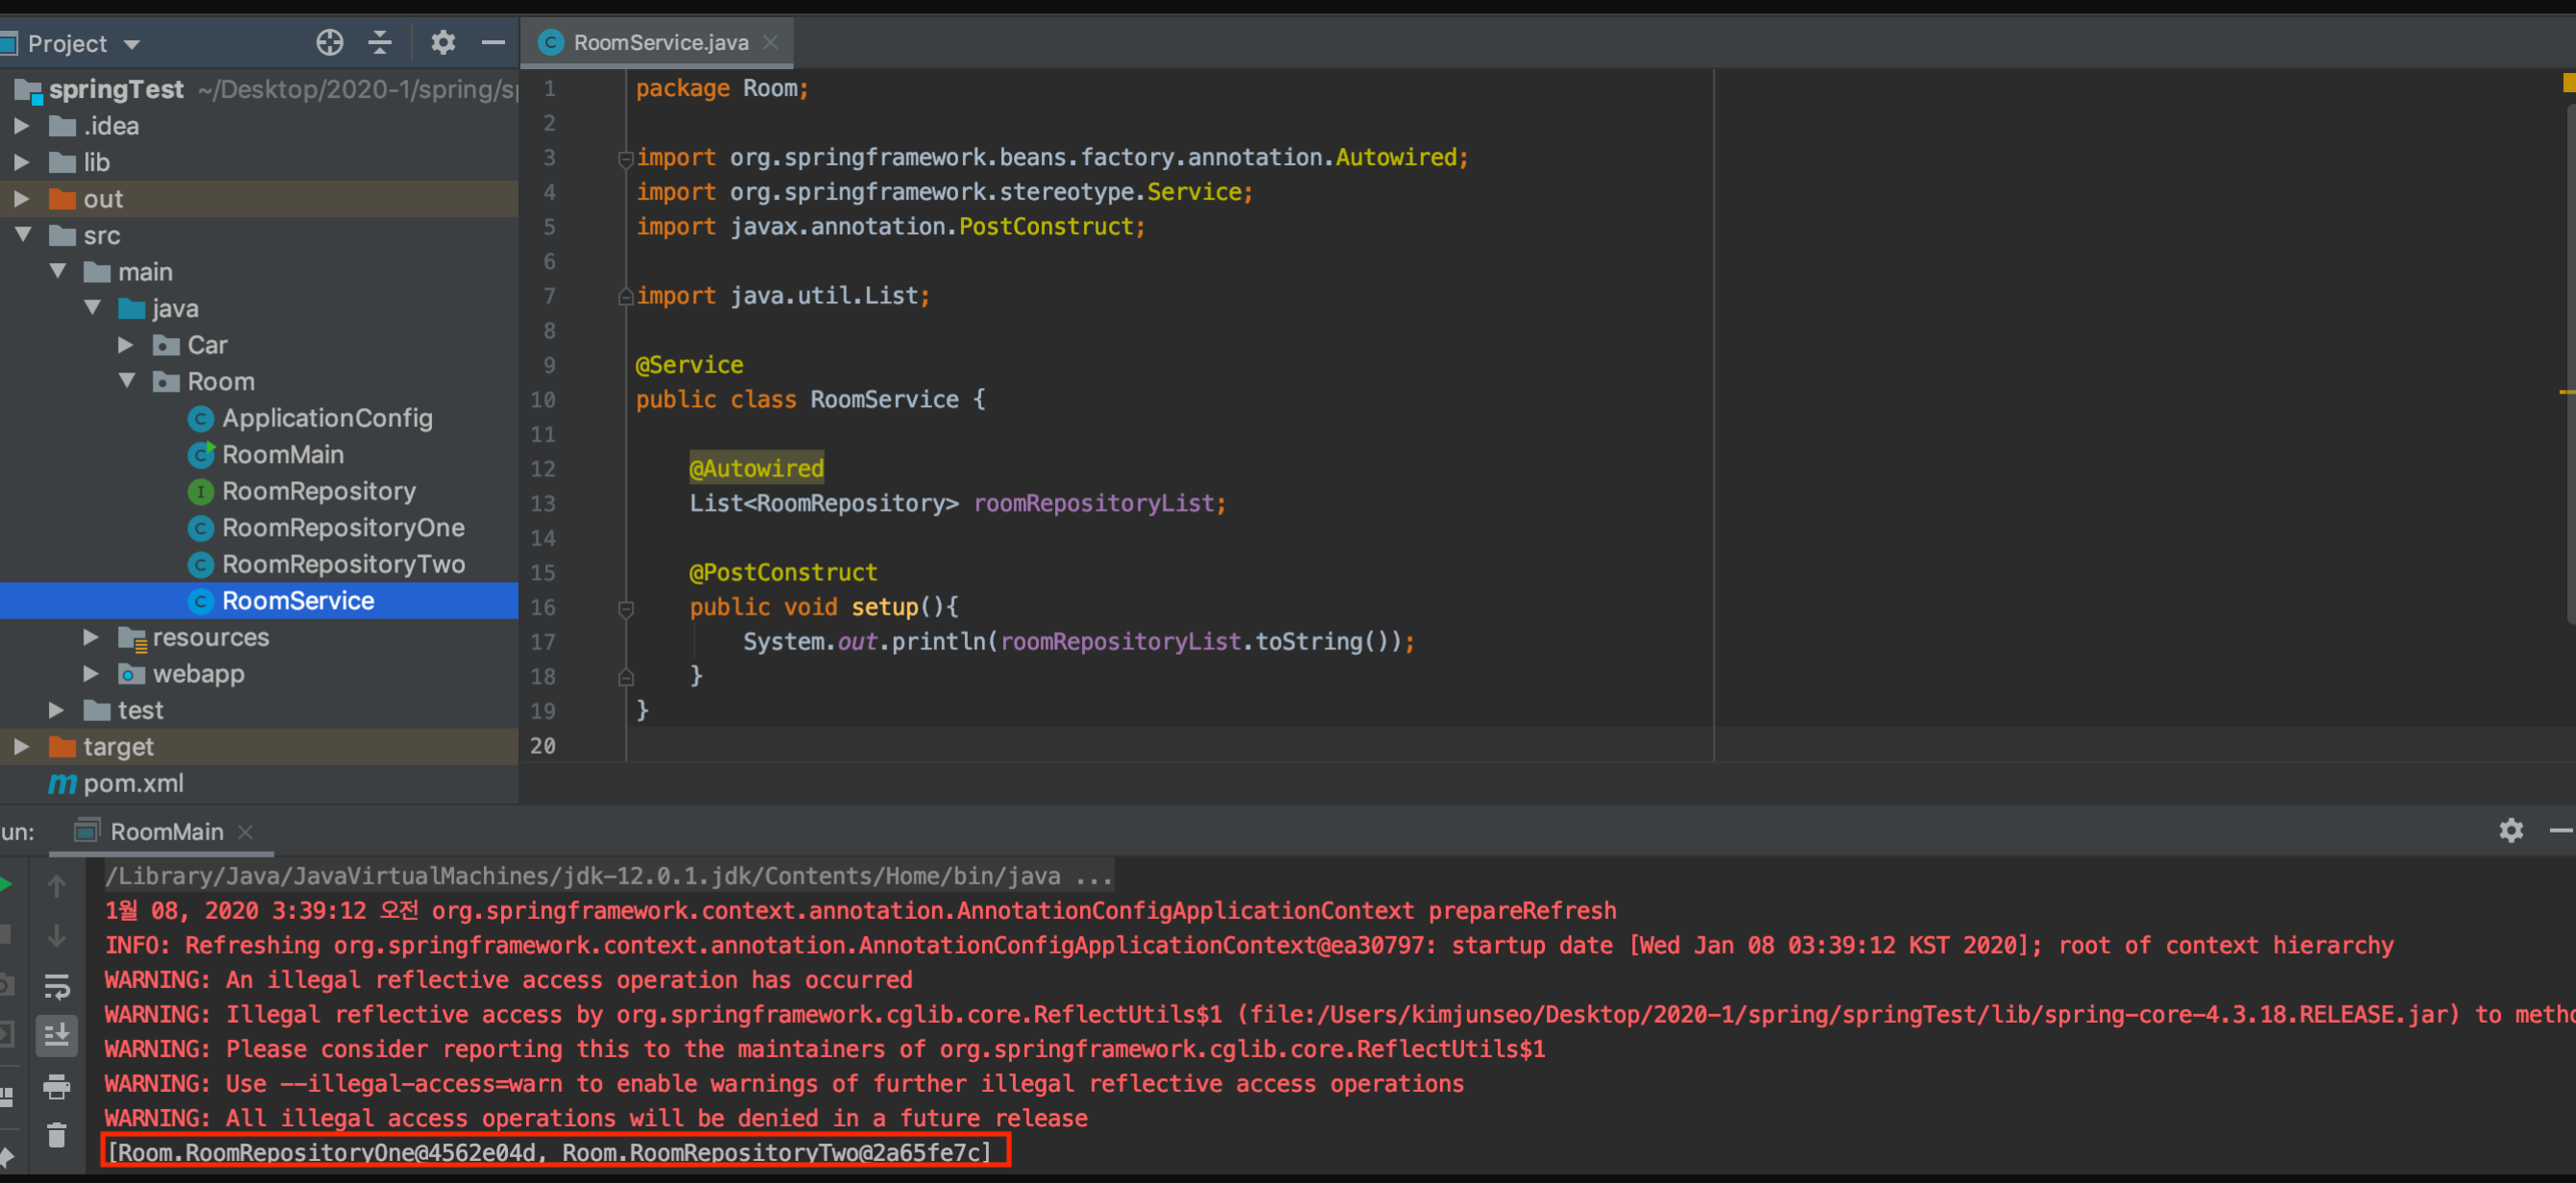 Project
springTest ~/Desktop/2020-1/spring/s
.idea
lib
out
src
main
java
Car
Room
ApplicationConfig
RoomMain
RoomRepository
RoomRepositoryOne
RoomRepositoryTwo
RoomService
resources
webapp
test
target
pom.xml
RoomService.java
1 package Room;
2
3 import org.springframework.beans.factory.annotation.Autowired;
4 import org.springframework.stereotype.Service;
5 import javax.annotation.PostConstruct;
6
7 import java.util.List;
8
9 @Service
10 public class RoomService {
11
12 @Autowired
13 List<RoomRepository> roomRepositoryList;
14
15 @PostConstruct
16 public void setup(){
17 System.out.println(roomRepositoryList.toString());
18 }
19 }
20
un: RoomMain
/Library/Java/JavaVirtualMachines/jdk-12.0.1.jdk/Contents/Home/bin/java ...
1월 08, 2020 3:39:12 오전 org.springframework.context.annotation.AnnotationConfigApplicationContext prepareRefresh
INFO: Refreshing org.springframework.context.annotation.AnnotationConfigApplicationContext@ea30797: startup date [Wed Jan 08 03:39:12 KST 2020]; root of context hierarchy
WARNING: An illegal reflective access operation has occurred
WARNING: Illegal reflective access by org.springframework.cglib.core.ReflectUtils$1 (file:/Users/kimjunseo/Desktop/2020-1/spring/springTest/lib/spring-core-4.3.18.RELEASE.jar) to metho
WARNING: Please consider reporting this to the maintainers of org.springframework.cglib.core.ReflectUtils$1
WARNING: Use --illegal-access=warn to enable warnings of further illegal reflective access operations
WARNING: All illegal access operations will be denied in a future release
[Room.RoomRepositoryOne@4562e04d, Room.RoomRepositoryTwo@2a65fe7c]